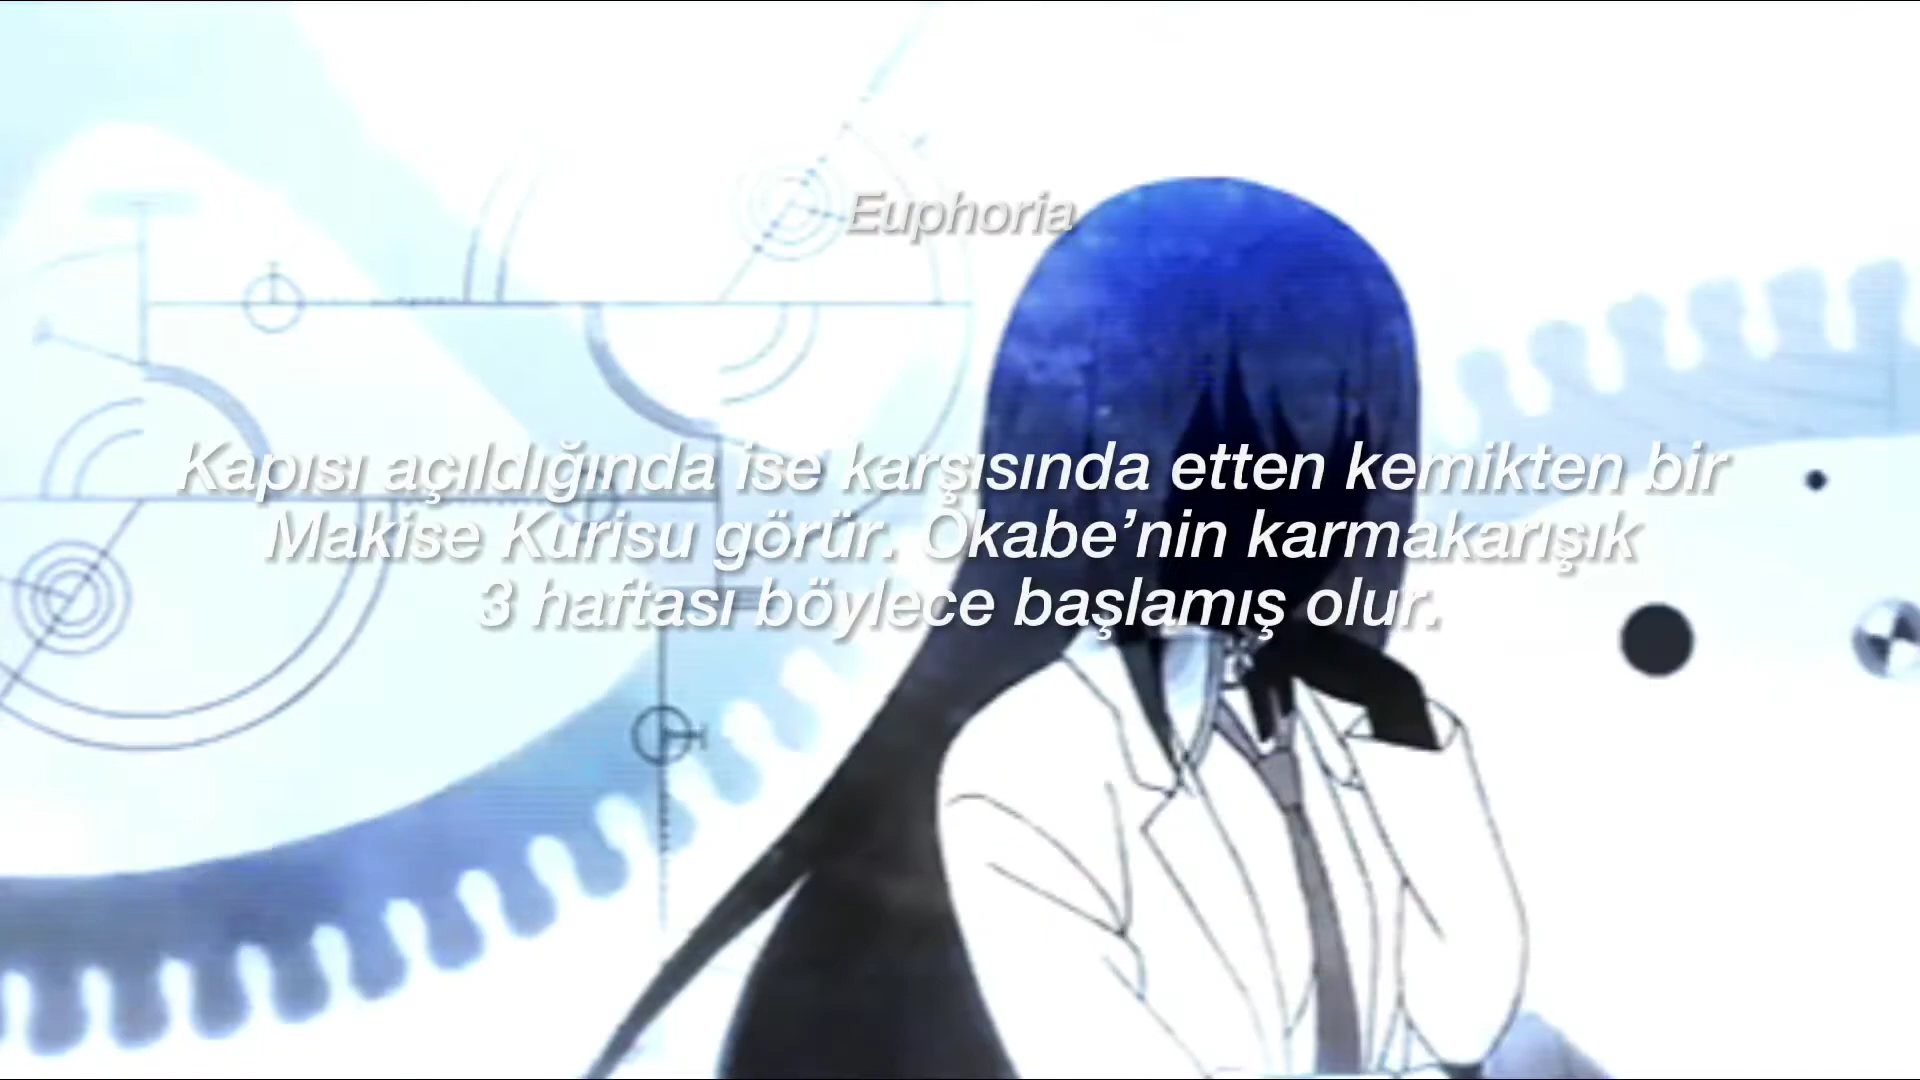 Euphoria
Kapısı açıldığında ise karşısında etten kemikten bir
Makise Kurisu görür. Okabe’nin karmakarışık
3 haftası böylece başlamış olur.